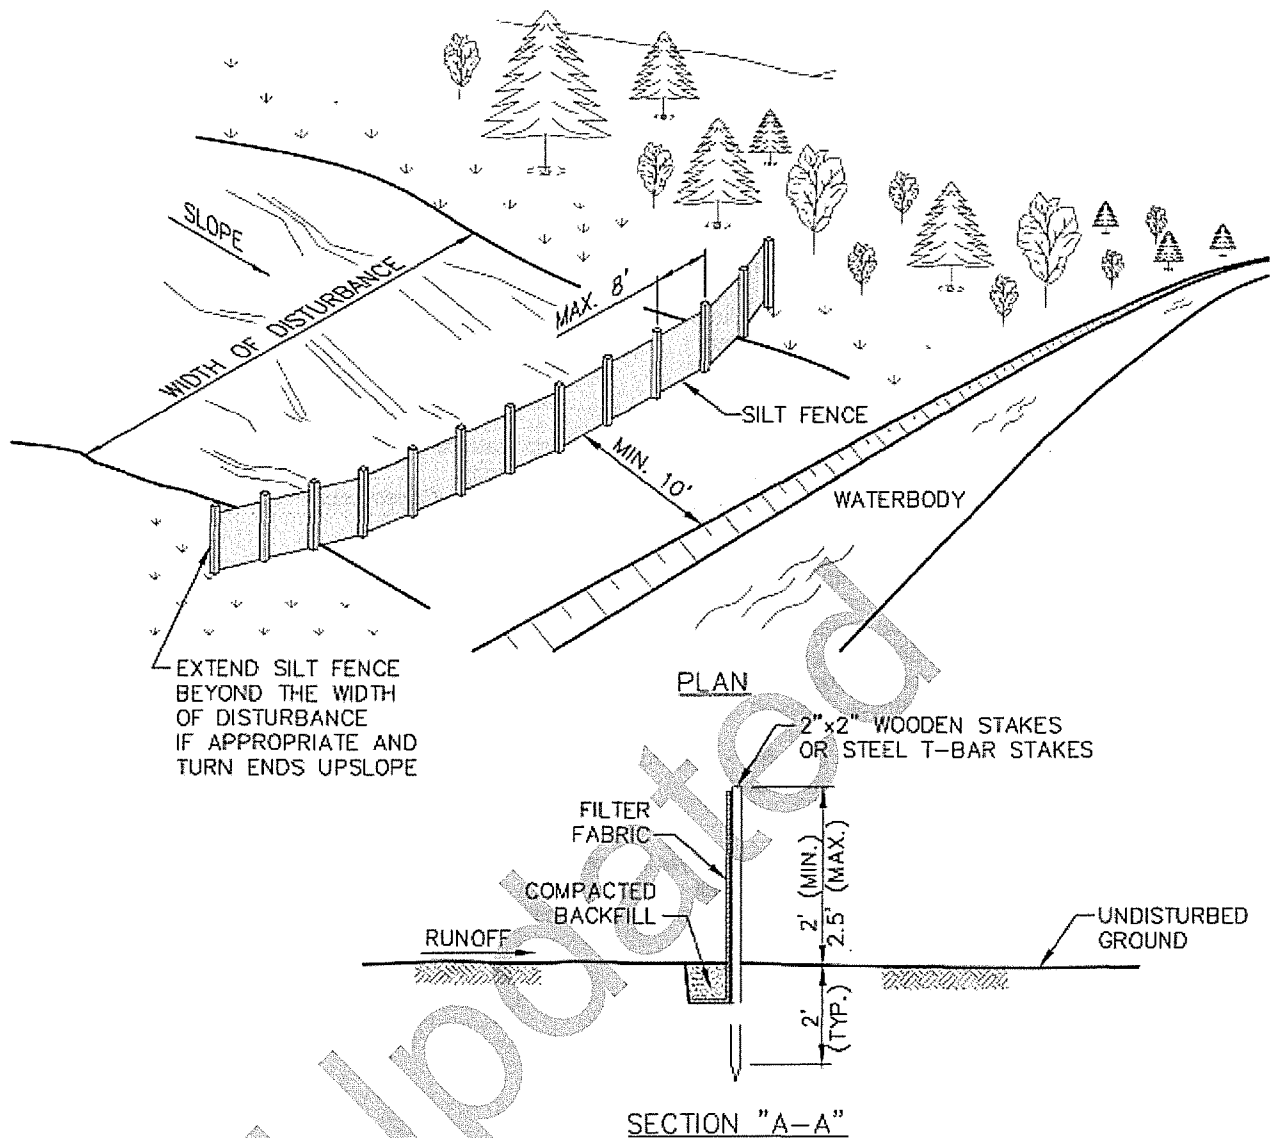 SLOPE
WIDTH OF DISTURBANCE
MAX. 8'
SILT FENCE
MIN. 10'
WATERBODY
EXTEND SILT FENCE
BEYOND THE WIDTH
OF DISTURBANCE
IF APPROPRIATE AND
TURN ENDS UPSLOPE
PLAN
2"x2" WOODEN STAKES
OR STEEL T-BAR STAKES
FILTER
FABRIC
COMPACTED
BACKFILL
RUNOFF
2' (MIN.)
2.5' (MAX.)
UNDISTURBED
GROUND
2'
(TYP.)
SECTION "A-A"
Updated